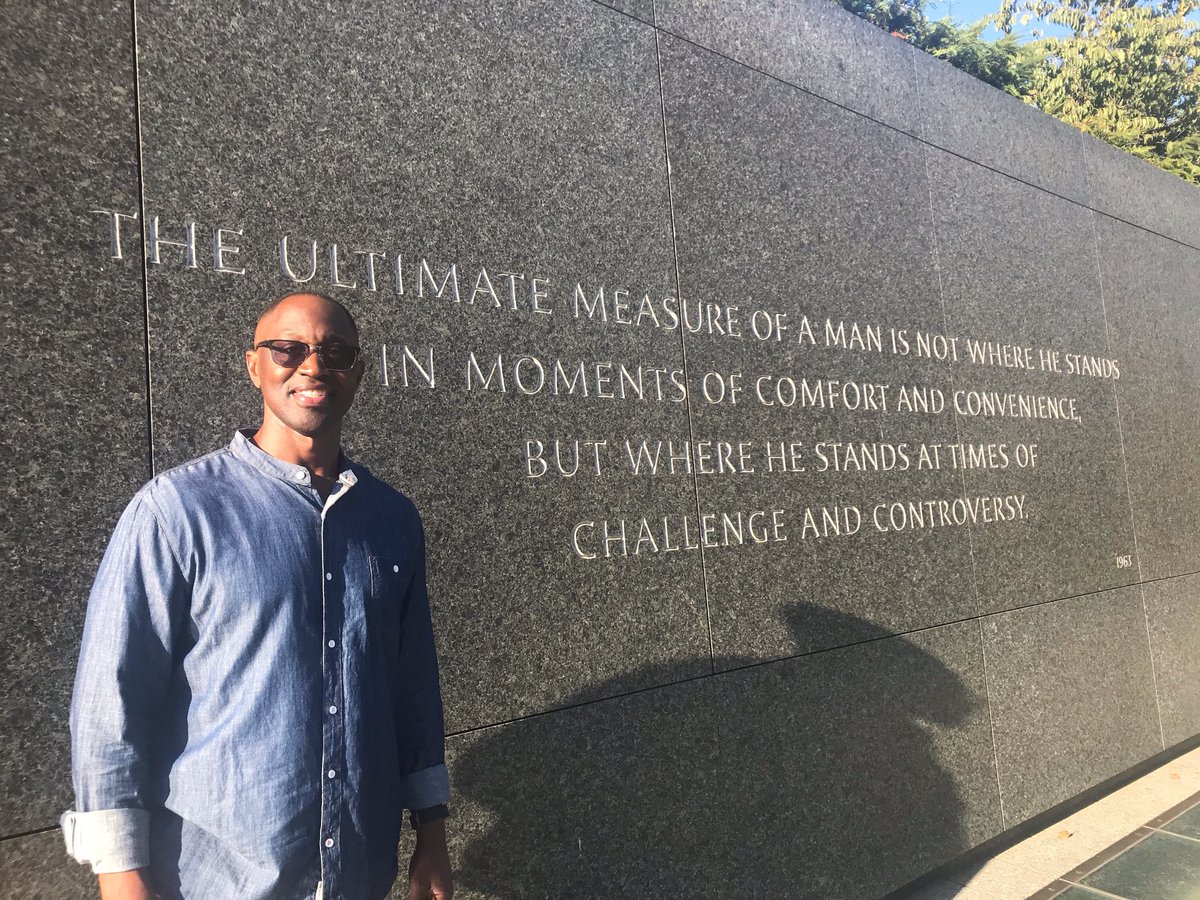 THE ULTIMATE MEASURE OF A MAN IS NOT WHERE HE STANDS
IN MOMENTS OF COMFORT AND CONVENIENCE,
BUT WHERE HE STANDS AT TIMES OF
CHALLENGE AND CONTROVERSY.
1963